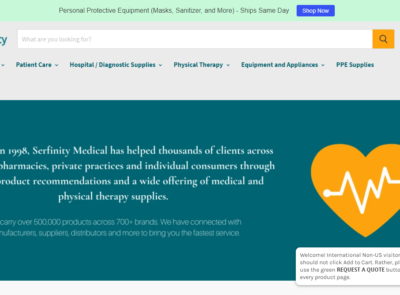 Personal Protective Equipment (Masks, Sanitizer, and More) - Ships Same Day Shop Now
ty What are you looking for?
Patient Care Hospital / Diagnostic Supplies Physical Therapy Equipment and Appliances PPE Supplies
n 1998, Serfinity Medical has helped thousands of clients across
pharmacies, private practices and individual consumers through
roduct recommendations and a wide offering of medical and
physical therapy supplies.
carry over 500,000 products across 700+ brands. We have connected with
nufacturers, suppliers, distributors and more to bring you the fastest service.
Welcome! International Non-US visitor
should not click Add to Cart. Rather, pl
use the green REQUEST A QUOTE butto
every product page.